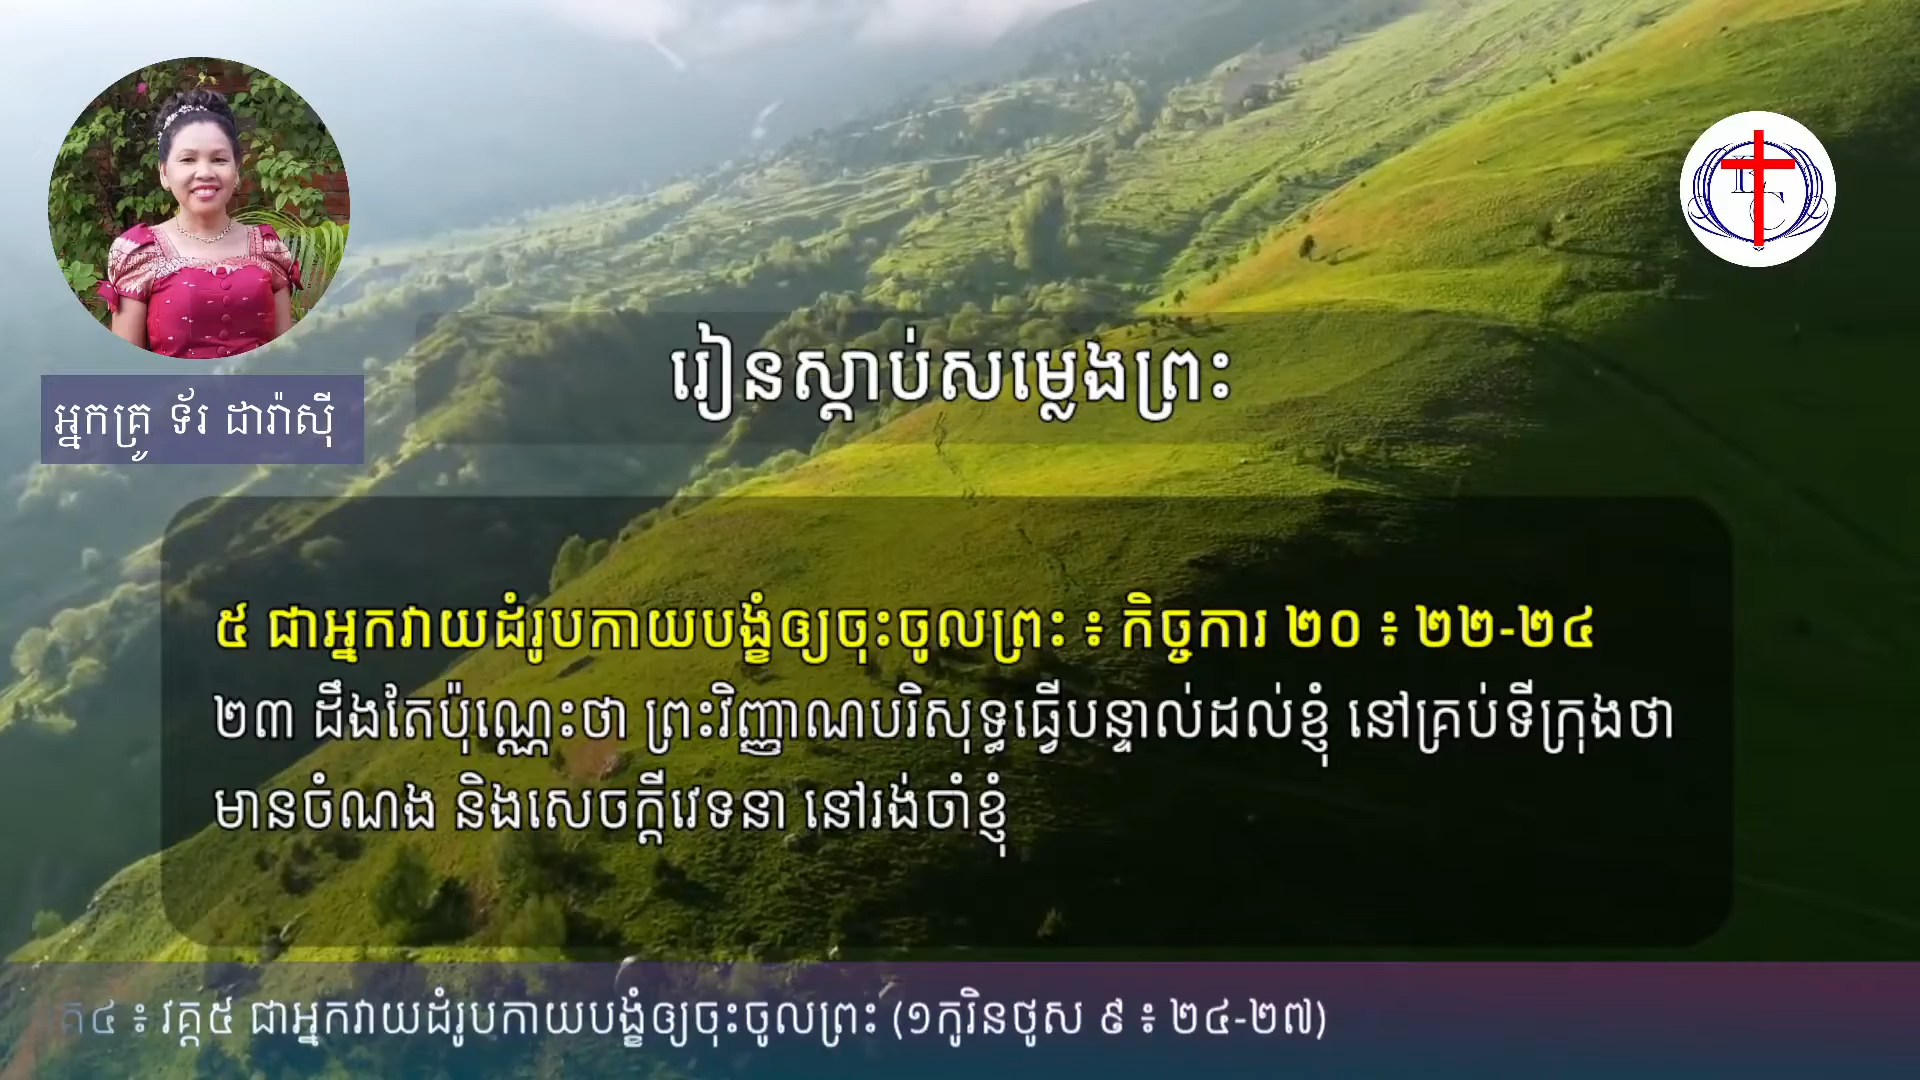 រៀនស្តាប់សម្លេងព្រះ
អ្នកគ្រូ ទ័រ ដារ៉ាស៊ី
៥ ជាអ្នកវាយដំរូបកាយបង្ខំឲ្យចុះចូលព្រះ ៖ កិច្ចការ ២០ ៖ ២២-២៤
២៣ ដឹងតែប៉ុណ្ណេះថា ព្រះវិញ្ញាណបរិសុទ្ធធ្វើបន្ទាល់ដល់ខ្ញុំ នៅគ្រប់ទីក្រុងថា
មានចំណង និងសេចក្តីវេទនា នៅរង់ចាំខ្ញុំ
៤ ៖ វគ្គ៥ ជាអ្នកវាយដំរូបកាយបង្ខំឲ្យចុះចូលព្រះ (១កូរិនថូស ៩ ៖ ២៤-២៧)